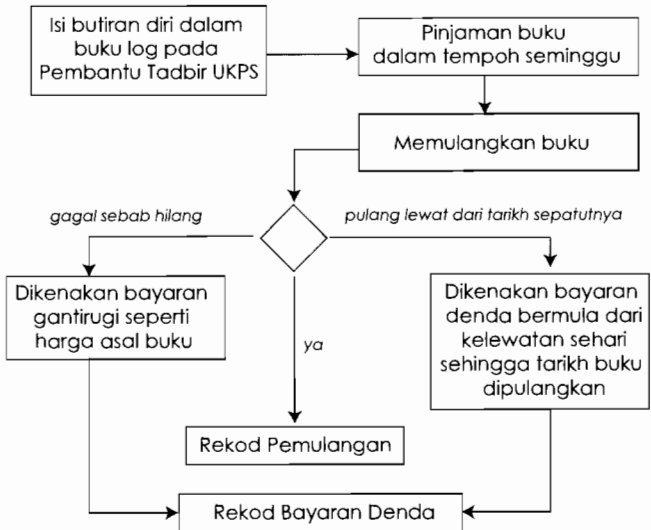 Isi butiran diri dalam
buku log pada
Pembantu Tadbir UKPS
Pinjaman buku
dalam tempoh seminggu
Memulangkan buku
gagal sebab hilang
pulang lewat dari tarikh sepatutnya
Dikenakan bayaran
gantirugi seperti
harga asal buku
ya
Dikenakan bayaran
denda bermula dari
kelewatan sehari
sehingga tarikh buku
dipulangkan
Rekod Pemulangan
Rekod Bayaran Denda